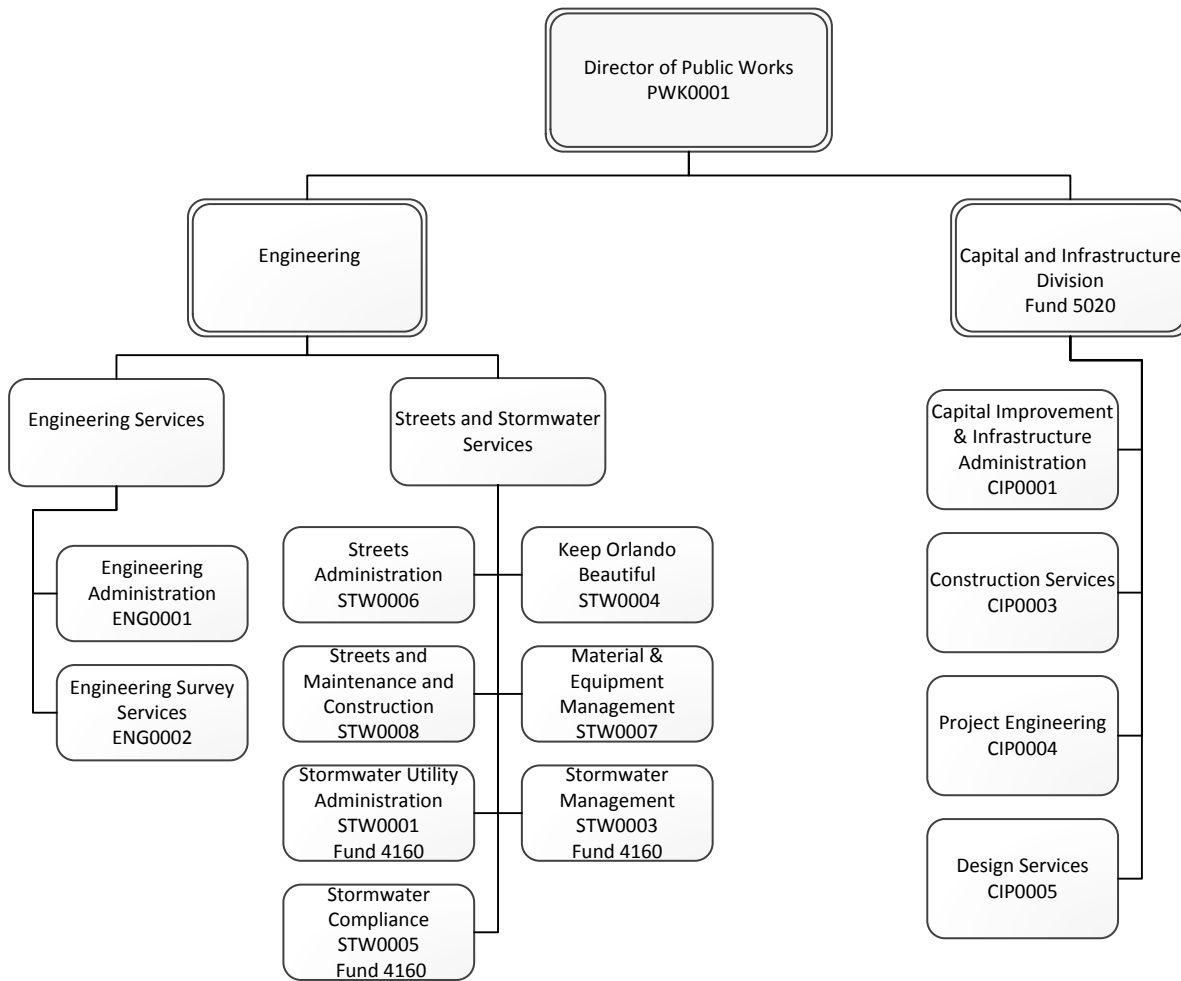 Director of Public Works
PWK0001
Engineering
Capital and Infrastructure
Division
Fund 5020
Engineering Services
Streets and Stormwater
Services
Engineering
Administration
ENG0001
Engineering Survey
Services
ENG0002
Streets
Administration
STW0006
Keep Orlando
Beautiful
STW0004
Streets and
Maintenance and
Construction
STW0008
Material &
Equipment
Management
STW0007
Stormwater Utility
Administration
STW0001
Fund 4160
Stormwater
Management
STW0003
Fund 4160
Stormwater
Compliance
STW0005
Fund 4160
Capital Improvement
& Infrastructure
Administration
CIP0001
Construction Services
CIP0003
Project Engineering
CIP0004
Design Services
CIP0005